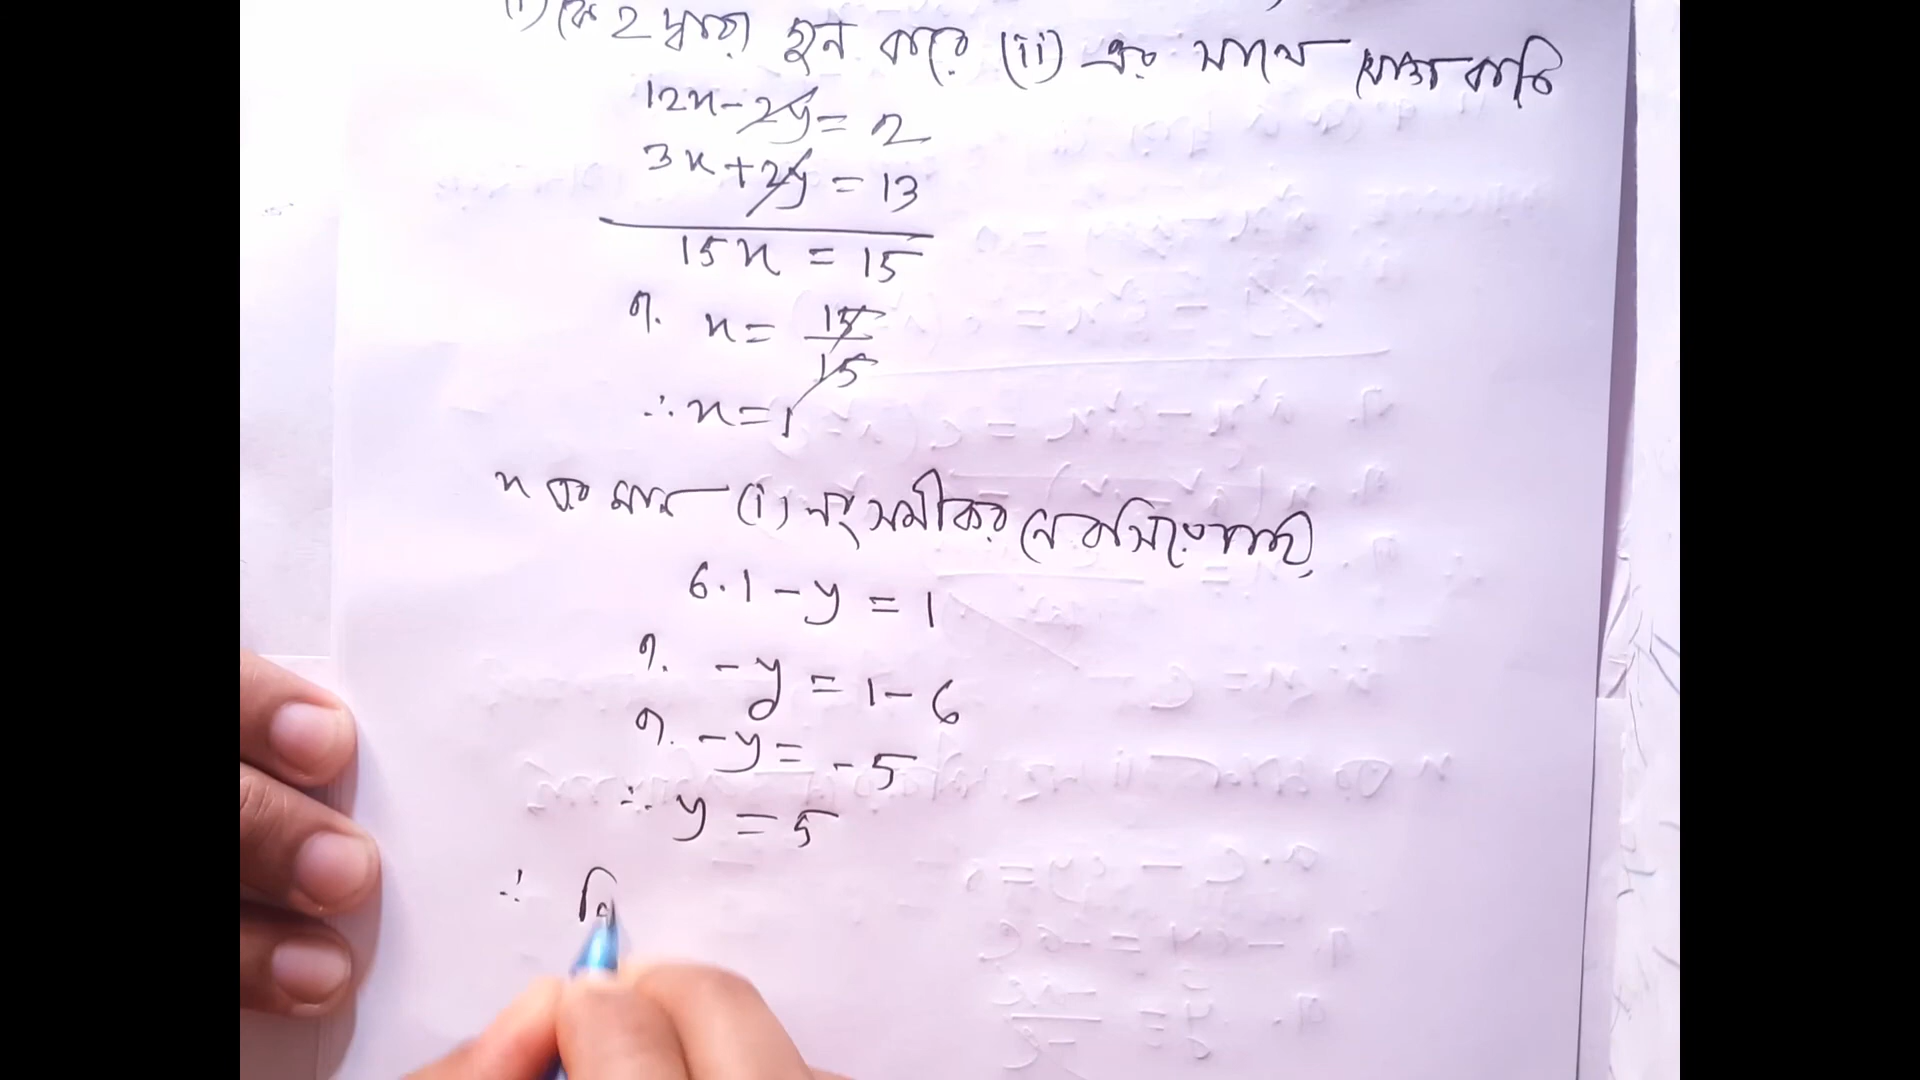 (i) কে 2 দ্বারা গুন করে (ii) এর সাথে যোগ করি
12x - 2y = 2
3x + 2y = 13
15x = 15
বা. x = 15/15
∴ x = 1
x এর মান (i) নং সমীকরনে বসিয়ে পাই
6.1 - y = 1
বা. -y = 1 - 6
বা. -y = -5
∴ y = 5
∴ নি